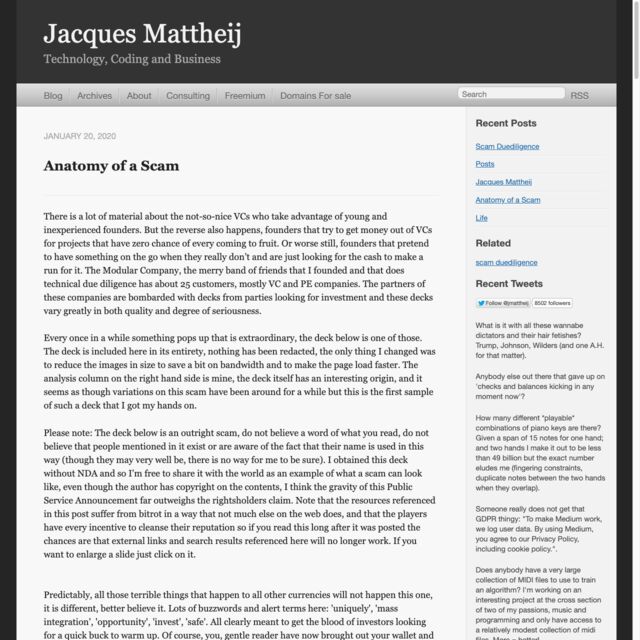 Jacques Mattheij
Technology, Coding and Business
Blog Archives About Consulting Freemium Domains For sale Search RSS
JANUARY 20, 2020
Anatomy of a Scam
There is a lot of material about the not-so-nice VCs who take advantage of young and
inexperienced founders. But the reverse also happens, founders that try to get money out of VCs
for projects that have zero chance of every coming to fruit. Or worse still, founders that pretend
to have something on the go when they really don't and are just looking for the cash to make a
run for it. The Modular Company, the merry band of friends that I founded and that does
technical due diligence has about 25 customers, mostly VC and PE companies. The partners of
these companies are bombarded with decks from parties looking for investment and these decks
vary greatly in both quality and degree of seriousness.
Every once in a while something pops up that is extraordinary, the deck below is one of those.
The deck is included here in its entirety, nothing has been redacted, the only thing I changed was
to reduce the images in size to save a bit on bandwidth and to make the page load faster. The
analysis column on the right hand side is mine, the deck itself has an interesting origin, and it
seems as though variations on this scam have been around for a while but this is the first sample
of such a deck that I got my hands on.
Please note: The deck below is an outright scam, do not believe a word of what you read, do not
believe that people mentioned in it exist or are aware of the fact that their name is used in this
way (though they may very well be, there is no way for me to be sure). I obtained this deck
without NDA and so I'm free to share it with the world as an example of what a scam can look
like, even though the author has copyright on the contents, I think the gravity of this Public
Service Announcement far outweighs the rightsholders claim. Note that the resources referenced
in this post suffer from bitrot in a way that not much else on the web does, and that the players
have every incentive to cleanse their reputation so if you read this long after it was posted the
chances are that external links and search results referenced here will no longer work. If you
want to enlarge a slide just click on it.
Predictably, all those terrible things that happen to all other currencies will not happen this one,
it is different, better believe it. Lots of buzzwords and alert terms here: 'uniquely', 'mass
integration', 'opportunity', 'invest', 'safe'. All clearly meant to get the blood of investors looking
for a quick buck to warm up. Of course, you, gentle reader have now brought out your wallet and
Recent Posts
Scam Duediligence
Posts
Jacques Mattheij
Anatomy of a Scam
Life
Related
scam duediligence
Recent Tweets
Follow @jmattheij 8502 followers
What is it with all these wannabe
dictators and their hair fetishes?
Trump, Johnson, Wilders (and one A.H.
for that matter).
Anybody else out there that gave up on
'checks and balances kicking in any
moment now'?
How many different "playable"
combinations of piano keys are there?
Given a span of 15 notes for one hand;
and two hands I make it out to be less
than 49 billion but the exact number
eludes me (fingering constraints,
duplicate notes between the two hands
when they overlap).
Someone really does not get that
GDPR thingy: "To make Medium work,
we log user data. By using Medium,
you agree to our Privacy Policy,
including cookie policy.".
Does anybody have a very large
collection of MIDI files to use to train
an algorithm? I'm working on an
interesting project at the cross section
of two of my passions, music and
programming and only have access to
a relatively modest collection of midi